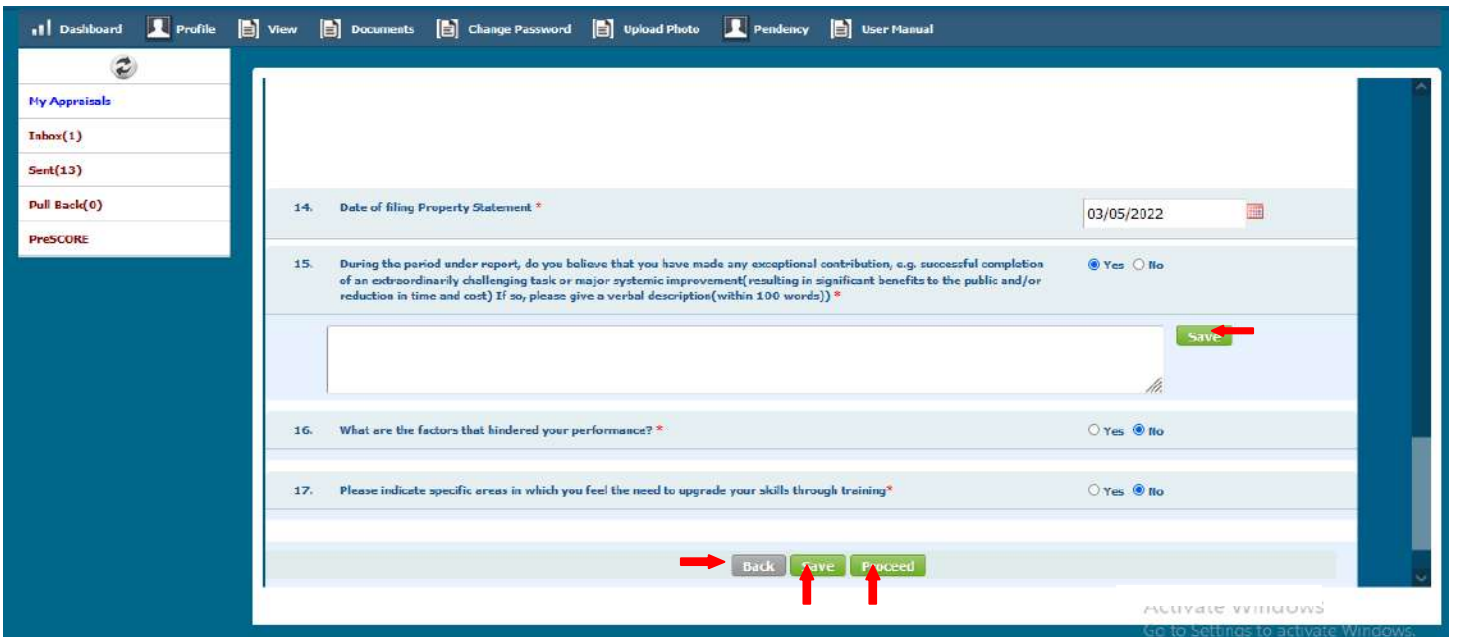 Dashboard Profile View Documents Change Password Upload Photo Pendency User Manual
My Appraisals
Inbox(1)
Sent(13)
Pull Back(0)
PreSCORE
14. Date of filing Property Statement * 03/05/2022
15. During the period under report, do you believe that you have made any exceptional contribution, e.g. successful completion Yes No
of an extraordinarily challenging task or major systemic improvement(resulting in significant benefits to the public and/or
reduction in time and cost) If so, please give a verbal description(within 100 words)) *
Save
16. What are the factors that hindered your performance? * Yes No
17. Please indicate specific areas in which you feel the need to upgrade your skills through training* Yes No
Back Save Proceed
Activate Windows
Go to Settings to activate Windows.